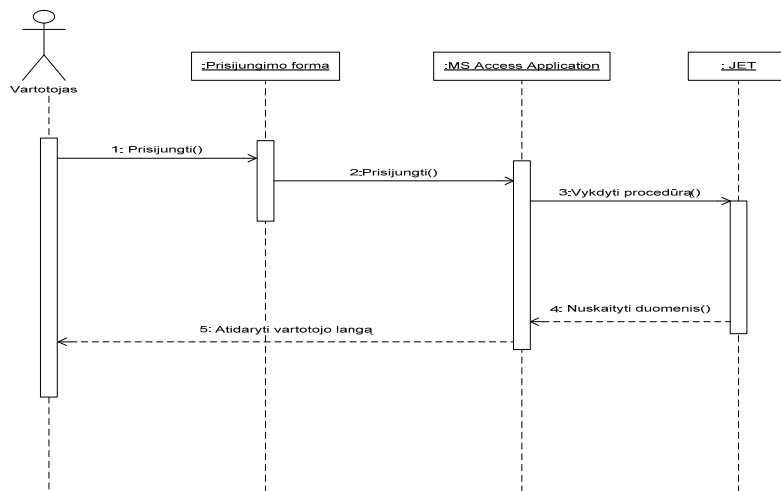 :Prisijungimo forma
:MS Access Application
: JET
Vartotojas
1: Prisijungti()
2:Prisijungti()
3:Vykdyti procedūrą()
4: Nuskaityti duomenis()
5: Atidaryti vartotojo langą